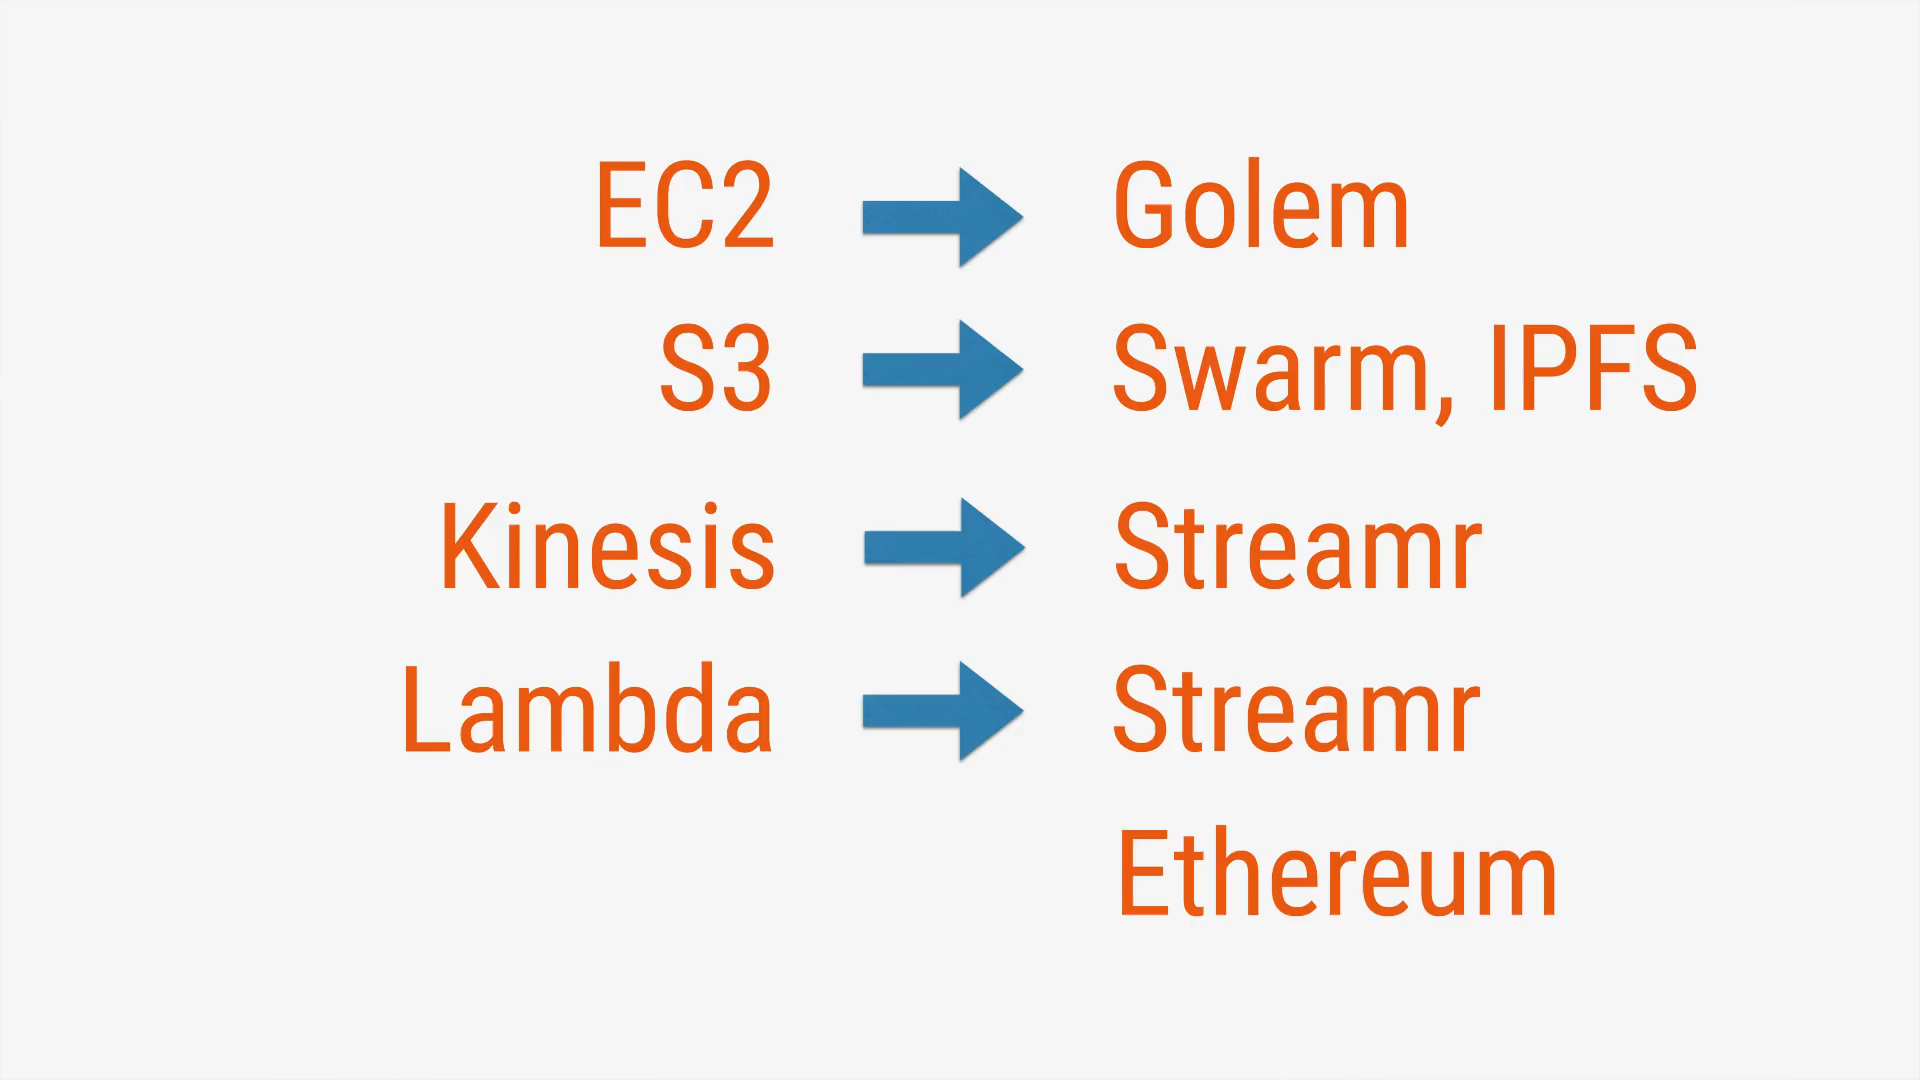 EC2 Golem
S3 Swarm, IPFS
Kinesis Streamr
Lambda Streamr
Ethereum